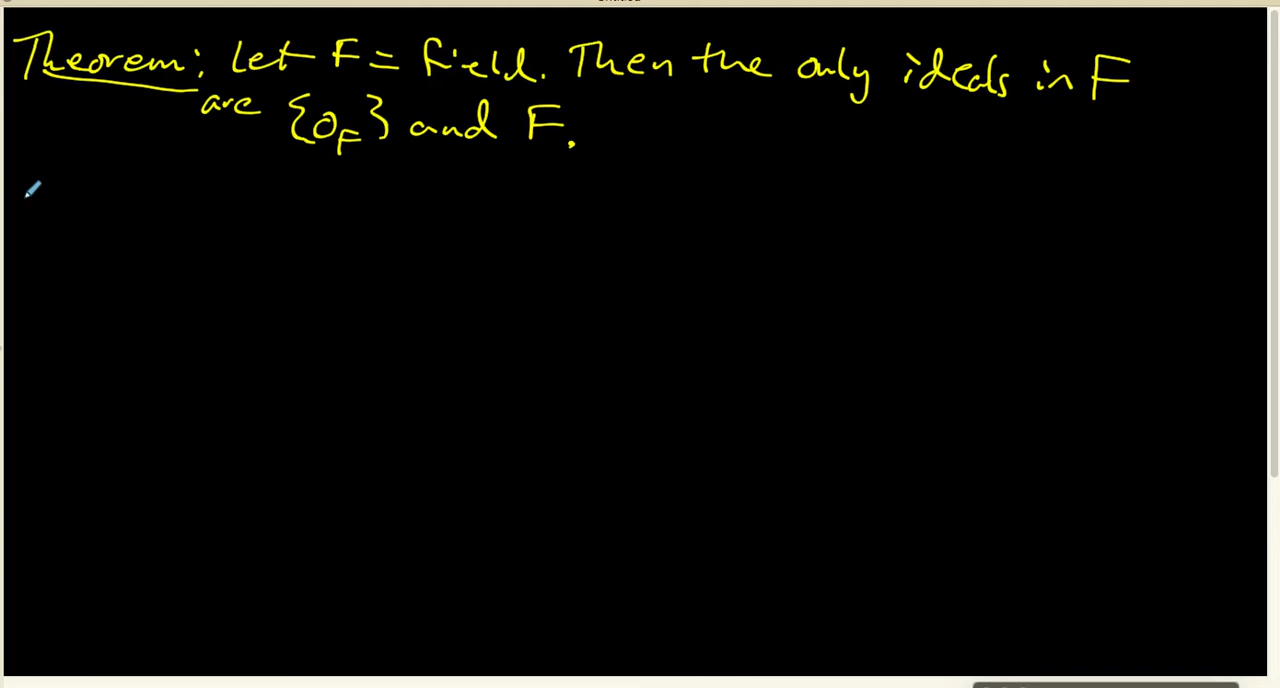 Theorem: Let F = field. Then the only ideals in F
are {0_F} and F.